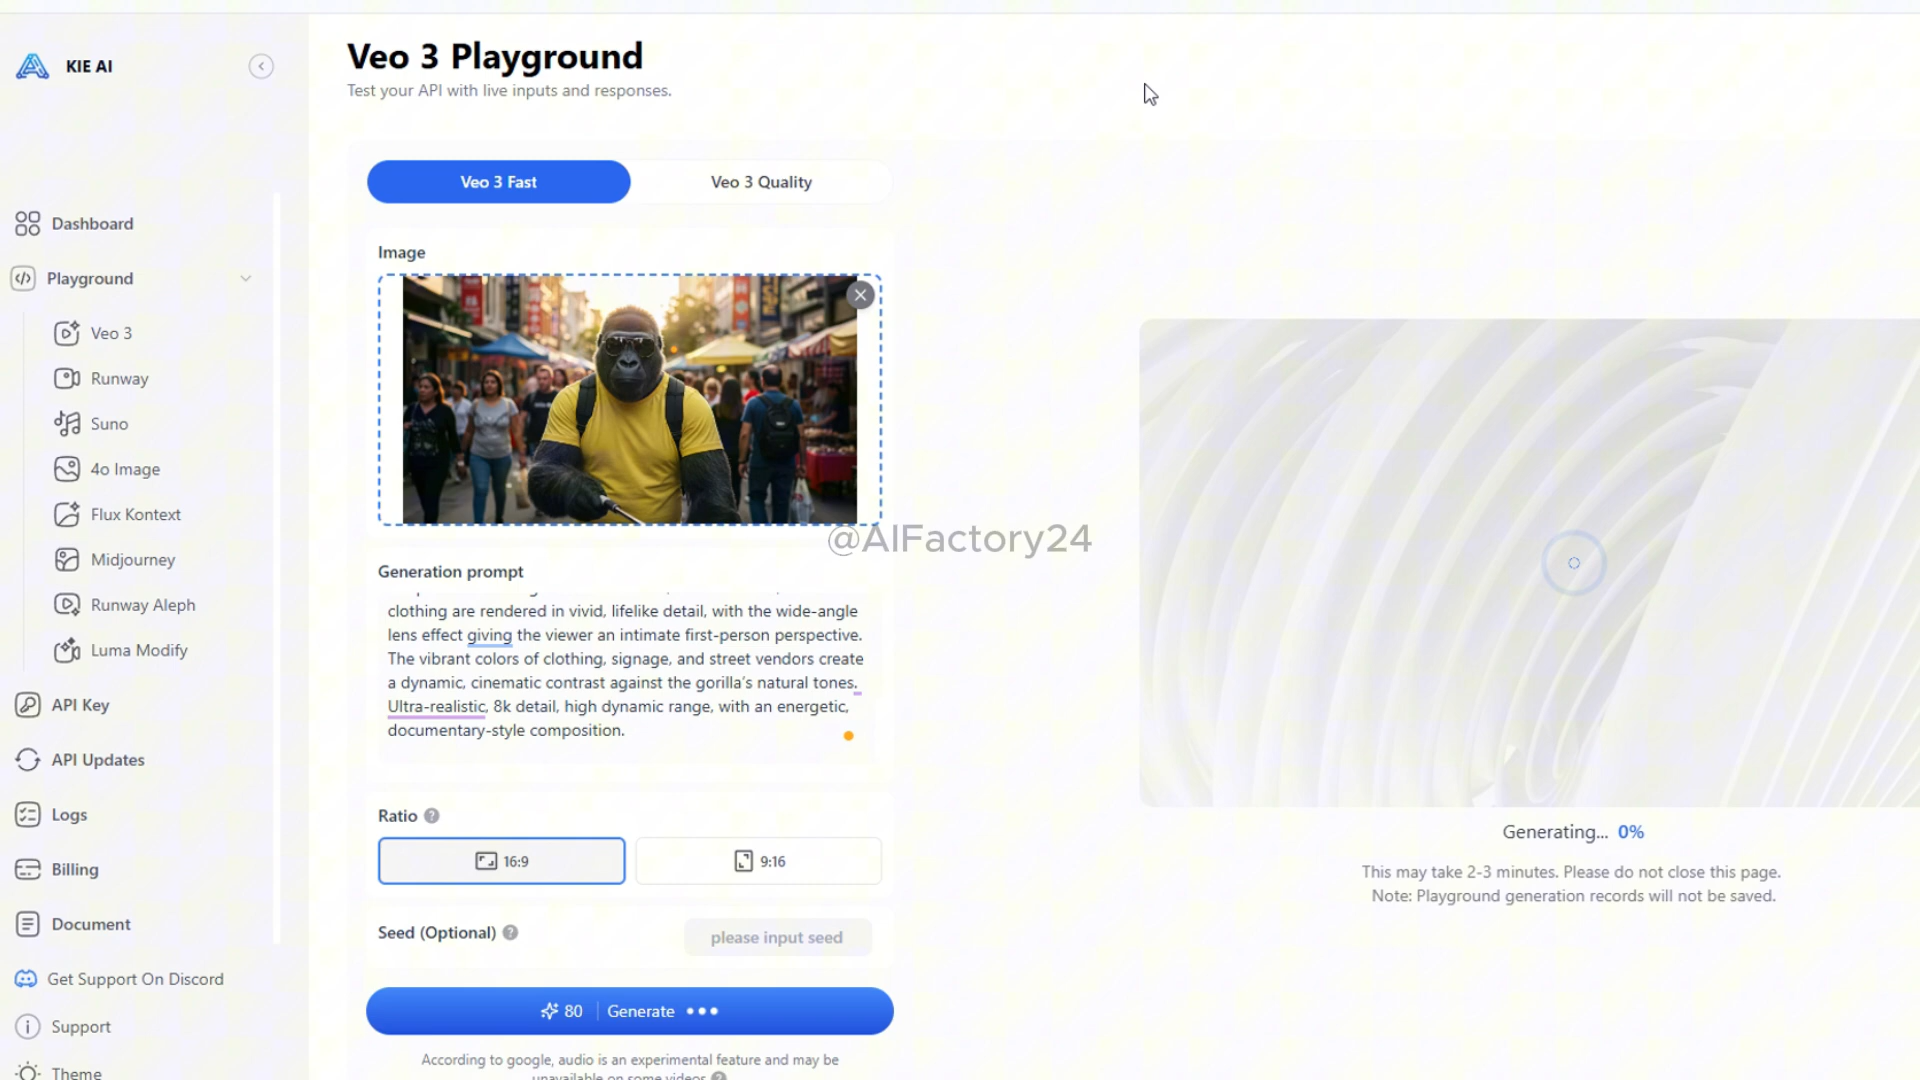 KIE AI
Veo 3 Playground
Test your API with live inputs and responses.
Dashboard
Playground
Veo 3
Runway
Suno
4o Image
Flux Kontext
Midjourney
Runway Aleph
Luma Modify
API Key
API Updates
Logs
Billing
Document
Get Support On Discord
Support
Theme
Veo 3 Fast
Veo 3 Quality
Image
@AIFactory24
Generation prompt
clothing are rendered in vivid, lifelike detail, with the wide-angle
lens effect giving the viewer an intimate first-person perspective.
The vibrant colors of clothing, signage, and street vendors create
a dynamic, cinematic contrast against the gorilla's natural tones.
Ultra-realistic, 8k detail, high dynamic range, with an energetic,
documentary-style composition.
Ratio ?
16:9
9:16
Seed (Optional) ?
please input seed
80 Generate
According to google, audio is an experimental feature and may be
unavailable on some videos ?
Generating... 0%
This may take 2-3 minutes. Please do not close this page.
Note: Playground generation records will not be saved.